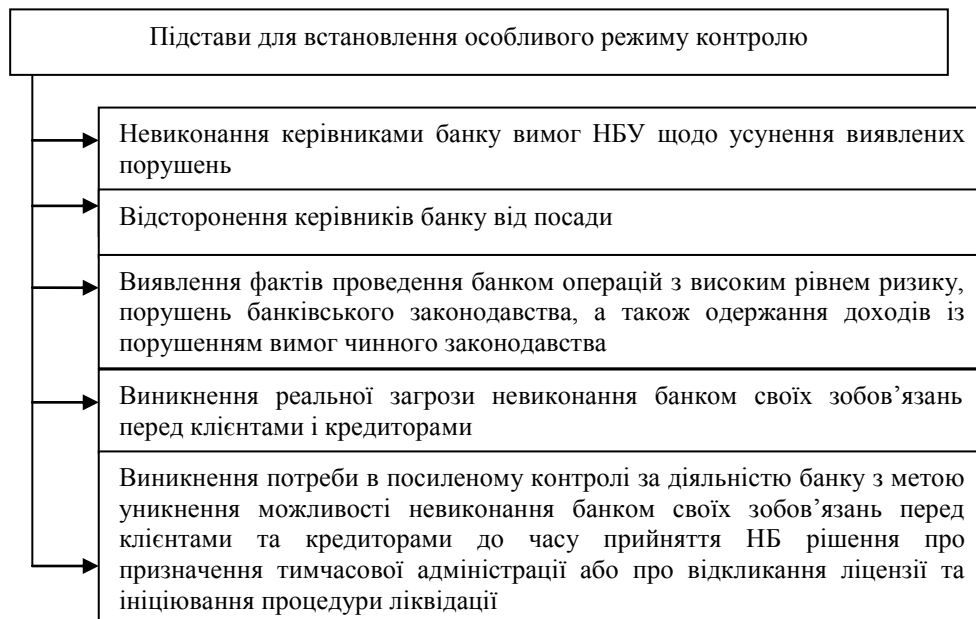 Підстави для встановлення особливого режиму контролю
Невиконання керівниками банку вимог НБУ щодо усунення виявлених
порушень
Відсторонення керівників банку від посади
Виявлення фактів проведення банком операцій з високим рівнем ризику,
порушень банківського законодавства, а також одержання доходів із
порушенням вимог чинного законодавства
Виникнення реальної загрози невиконання банком своїх зобов’язань
перед клієнтами і кредиторами
Виникнення потреби в посиленому контролі за діяльністю банку з метою
уникнення можливості невиконання банком своїх зобов’язань перед
клієнтами та кредиторами до часу прийняття НБ рішення про
призначення тимчасової адміністрації або про відкликання ліцензії та
ініціювання процедури ліквідації